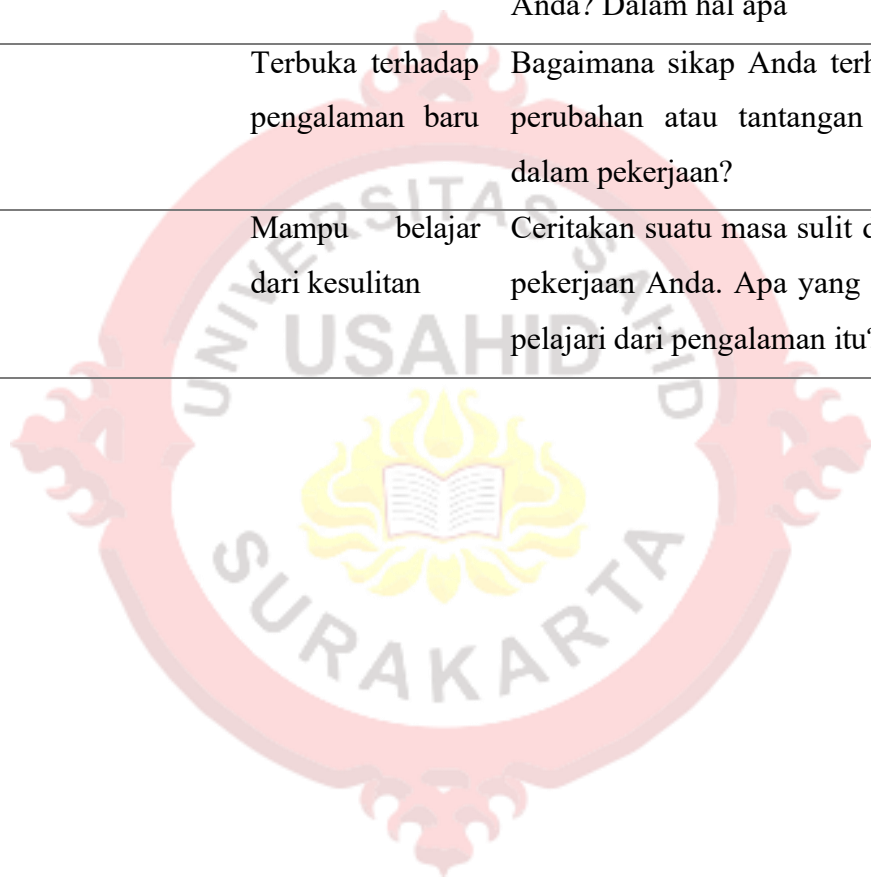 Anda? Dalam hal apa
Terbuka terhadap
pengalaman baru
Bagaimana sikap Anda
perubahan atau tantangan
dalam pekerjaan?
Mampu belajar
dari kesulitan
Ceritakan suatu masa sulit
pekerjaan Anda. Apa yang
pelajari dari pengalaman itu?
UNIVERSITAS SAHID
USAHID
SURAKARTA